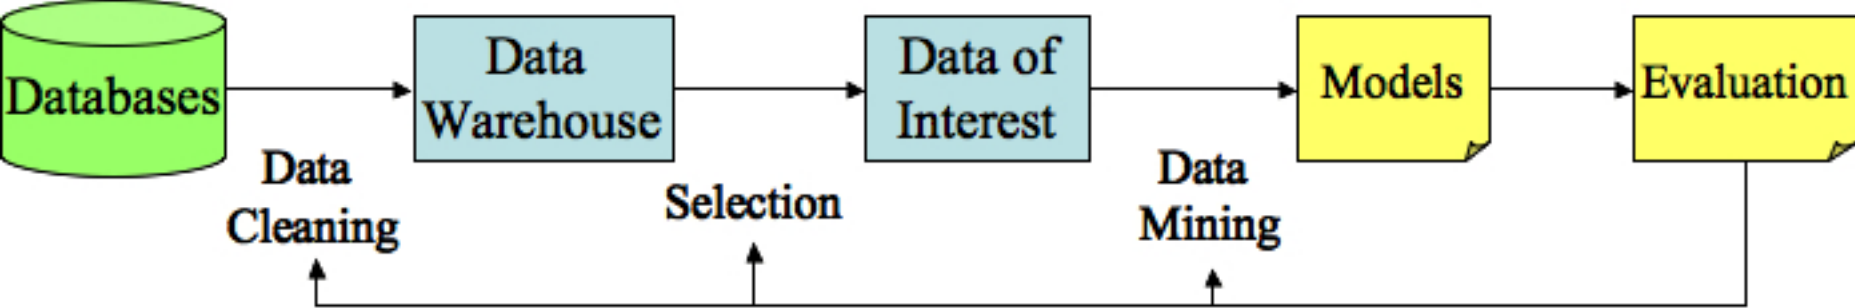 Databases
Data
Warehouse
Data of
Interest
Models
Evaluation
Data
Cleaning
Selection
Data
Mining